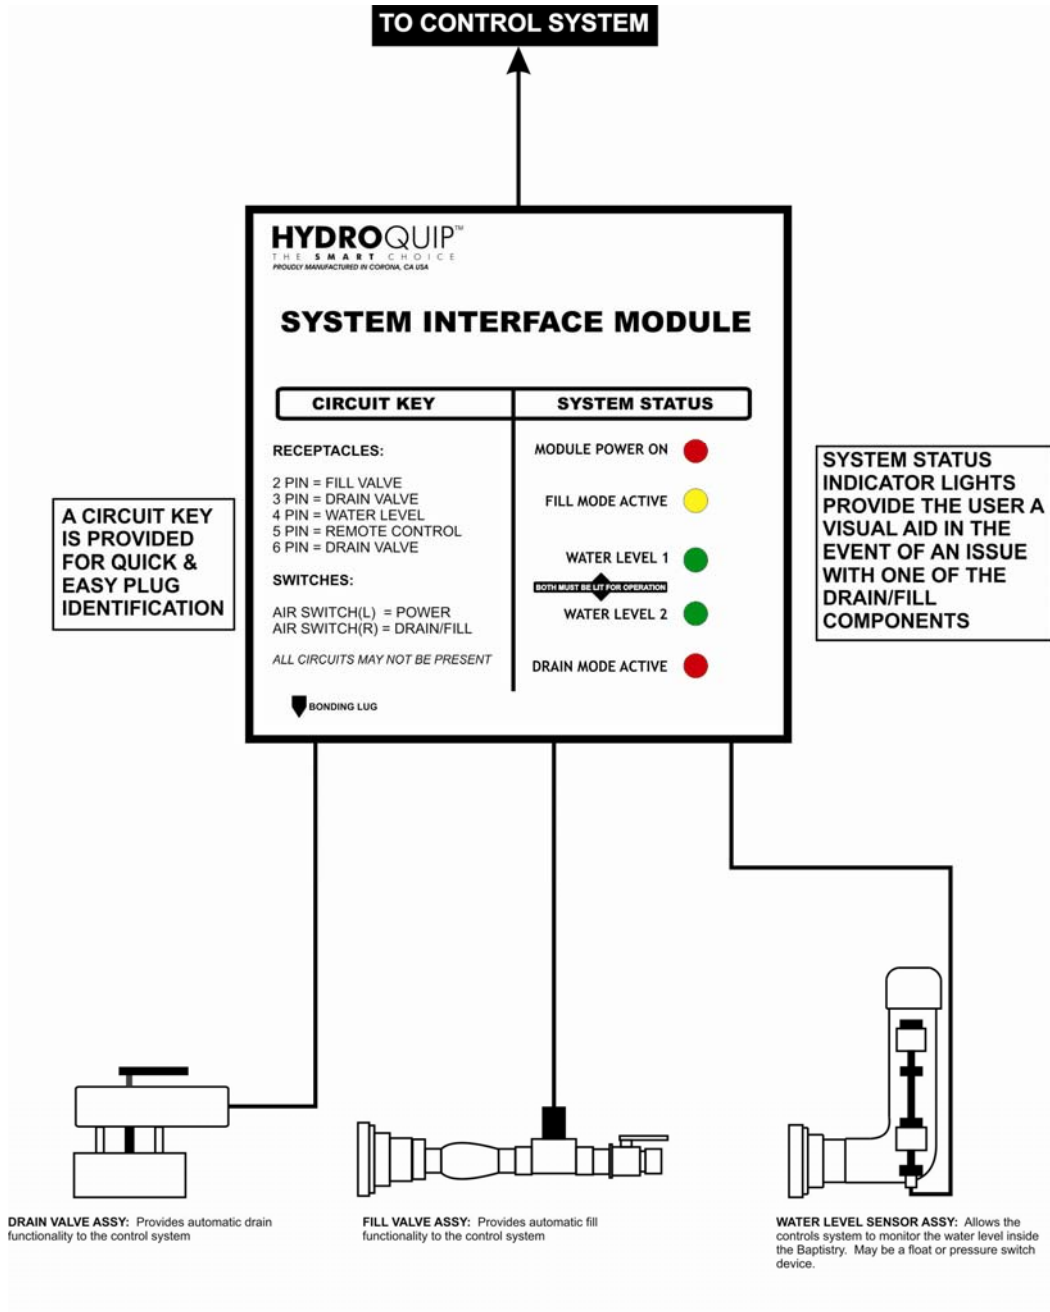 TO CONTROL SYSTEM
HYDROQUIP™
THE SMART CHOICE
PROUDLY MANUFACTURED IN CORONA, CA USA
SYSTEM INTERFACE MODULE
CIRCUIT KEY
RECEPTACLES:
2 PIN = FILL VALVE
3 PIN = DRAIN VALVE
4 PIN = WATER LEVEL
5 PIN = REMOTE CONTROL
6 PIN = DRAIN VALVE
SWITCHES:
AIR SWITCH(L) = POWER
AIR SWITCH(R) = DRAIN/FILL
ALL CIRCUITS MAY NOT BE PRESENT
BONDING LUG
SYSTEM STATUS
MODULE POWER ON
FILL MODE ACTIVE
WATER LEVEL 1
BOTH MUST BE LIT FOR OPERATION
WATER LEVEL 2
DRAIN MODE ACTIVE
A CIRCUIT KEY
IS PROVIDED
FOR QUICK &
EASY PLUG
IDENTIFICATION
SYSTEM STATUS
INDICATOR LIGHTS
PROVIDE THE USER A
VISUAL AID IN THE
EVENT OF AN ISSUE
WITH ONE OF THE
DRAIN/FILL
COMPONENTS
DRAIN VALVE ASSY: Provides automatic drain
functionality to the control system
FILL VALVE ASSY: Provides automatic fill
functionality to the control system
WATER LEVEL SENSOR ASSY: Allows the
controls system to monitor the water level inside
the Baptistry. May be a float or pressure switch
device.